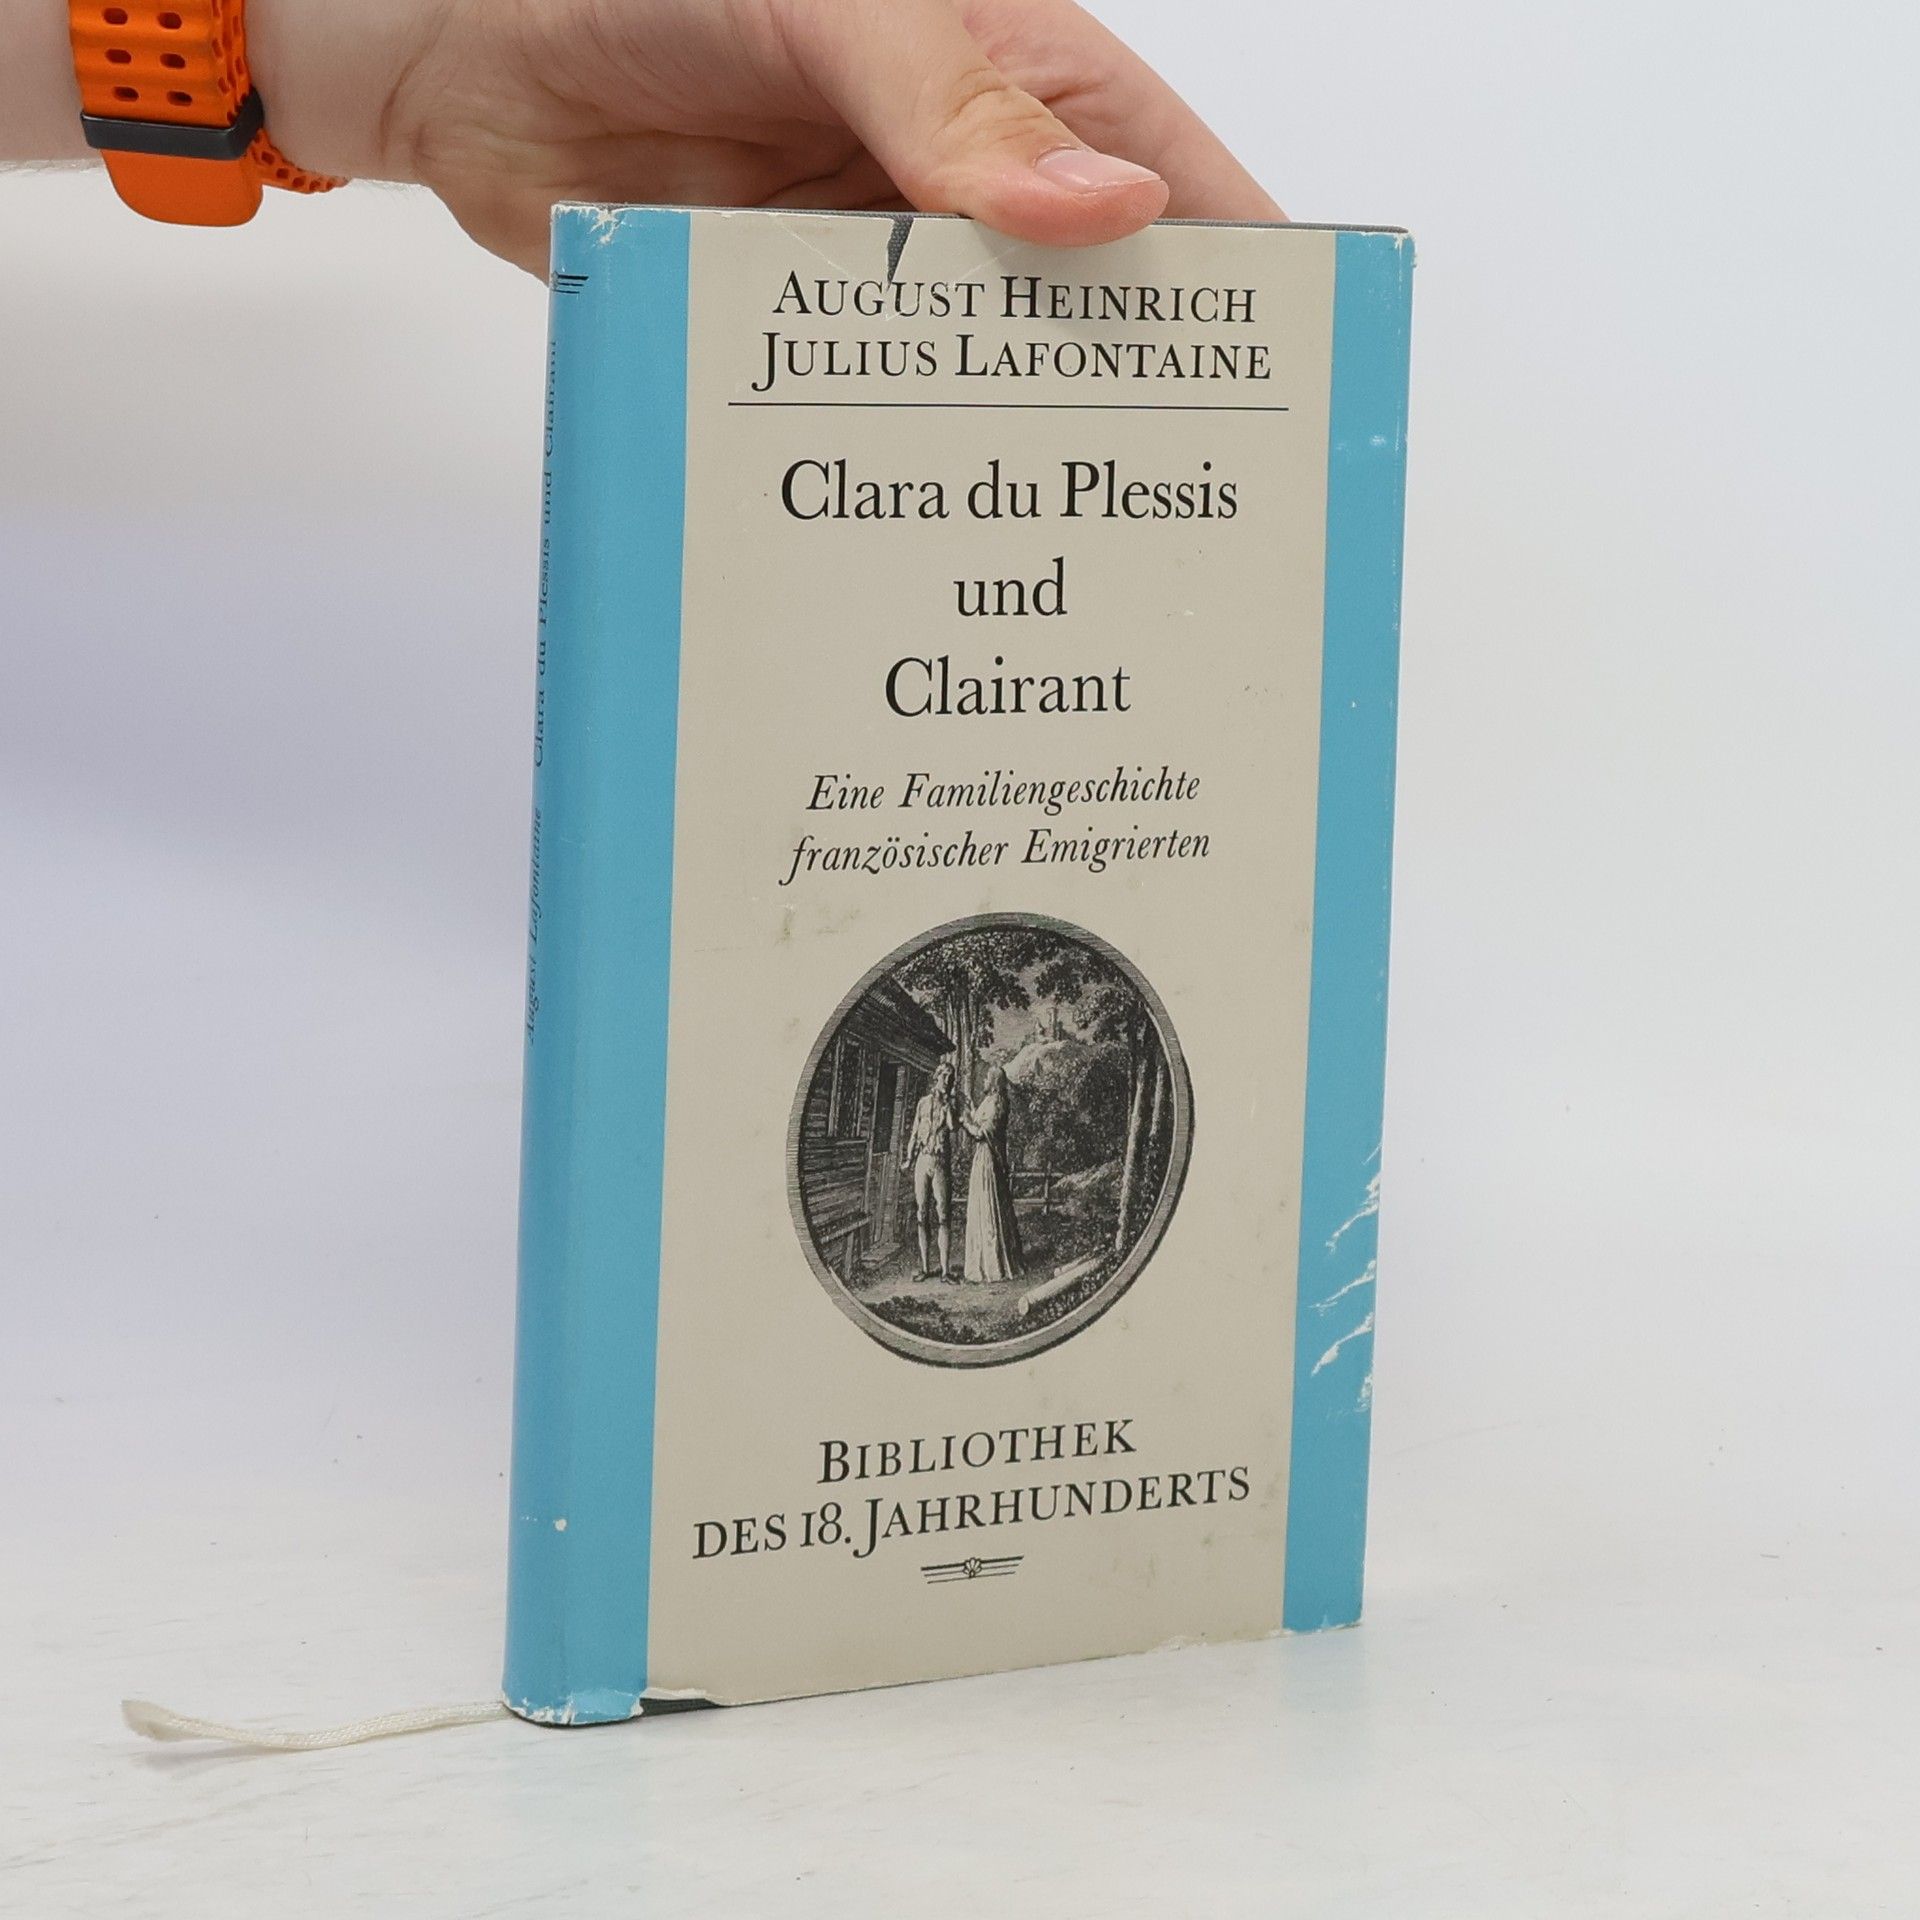 AUGUST HEINRICH
JULIUS LAFONTAINE
Clara du Plessis
und
Clairant
Eine Familiengeschichte
französischer Emigrierten
BIBLIOTHEK
DES 18. JAHRHUNDERTS
August Lafontaine Clara du Plessis und Clairant